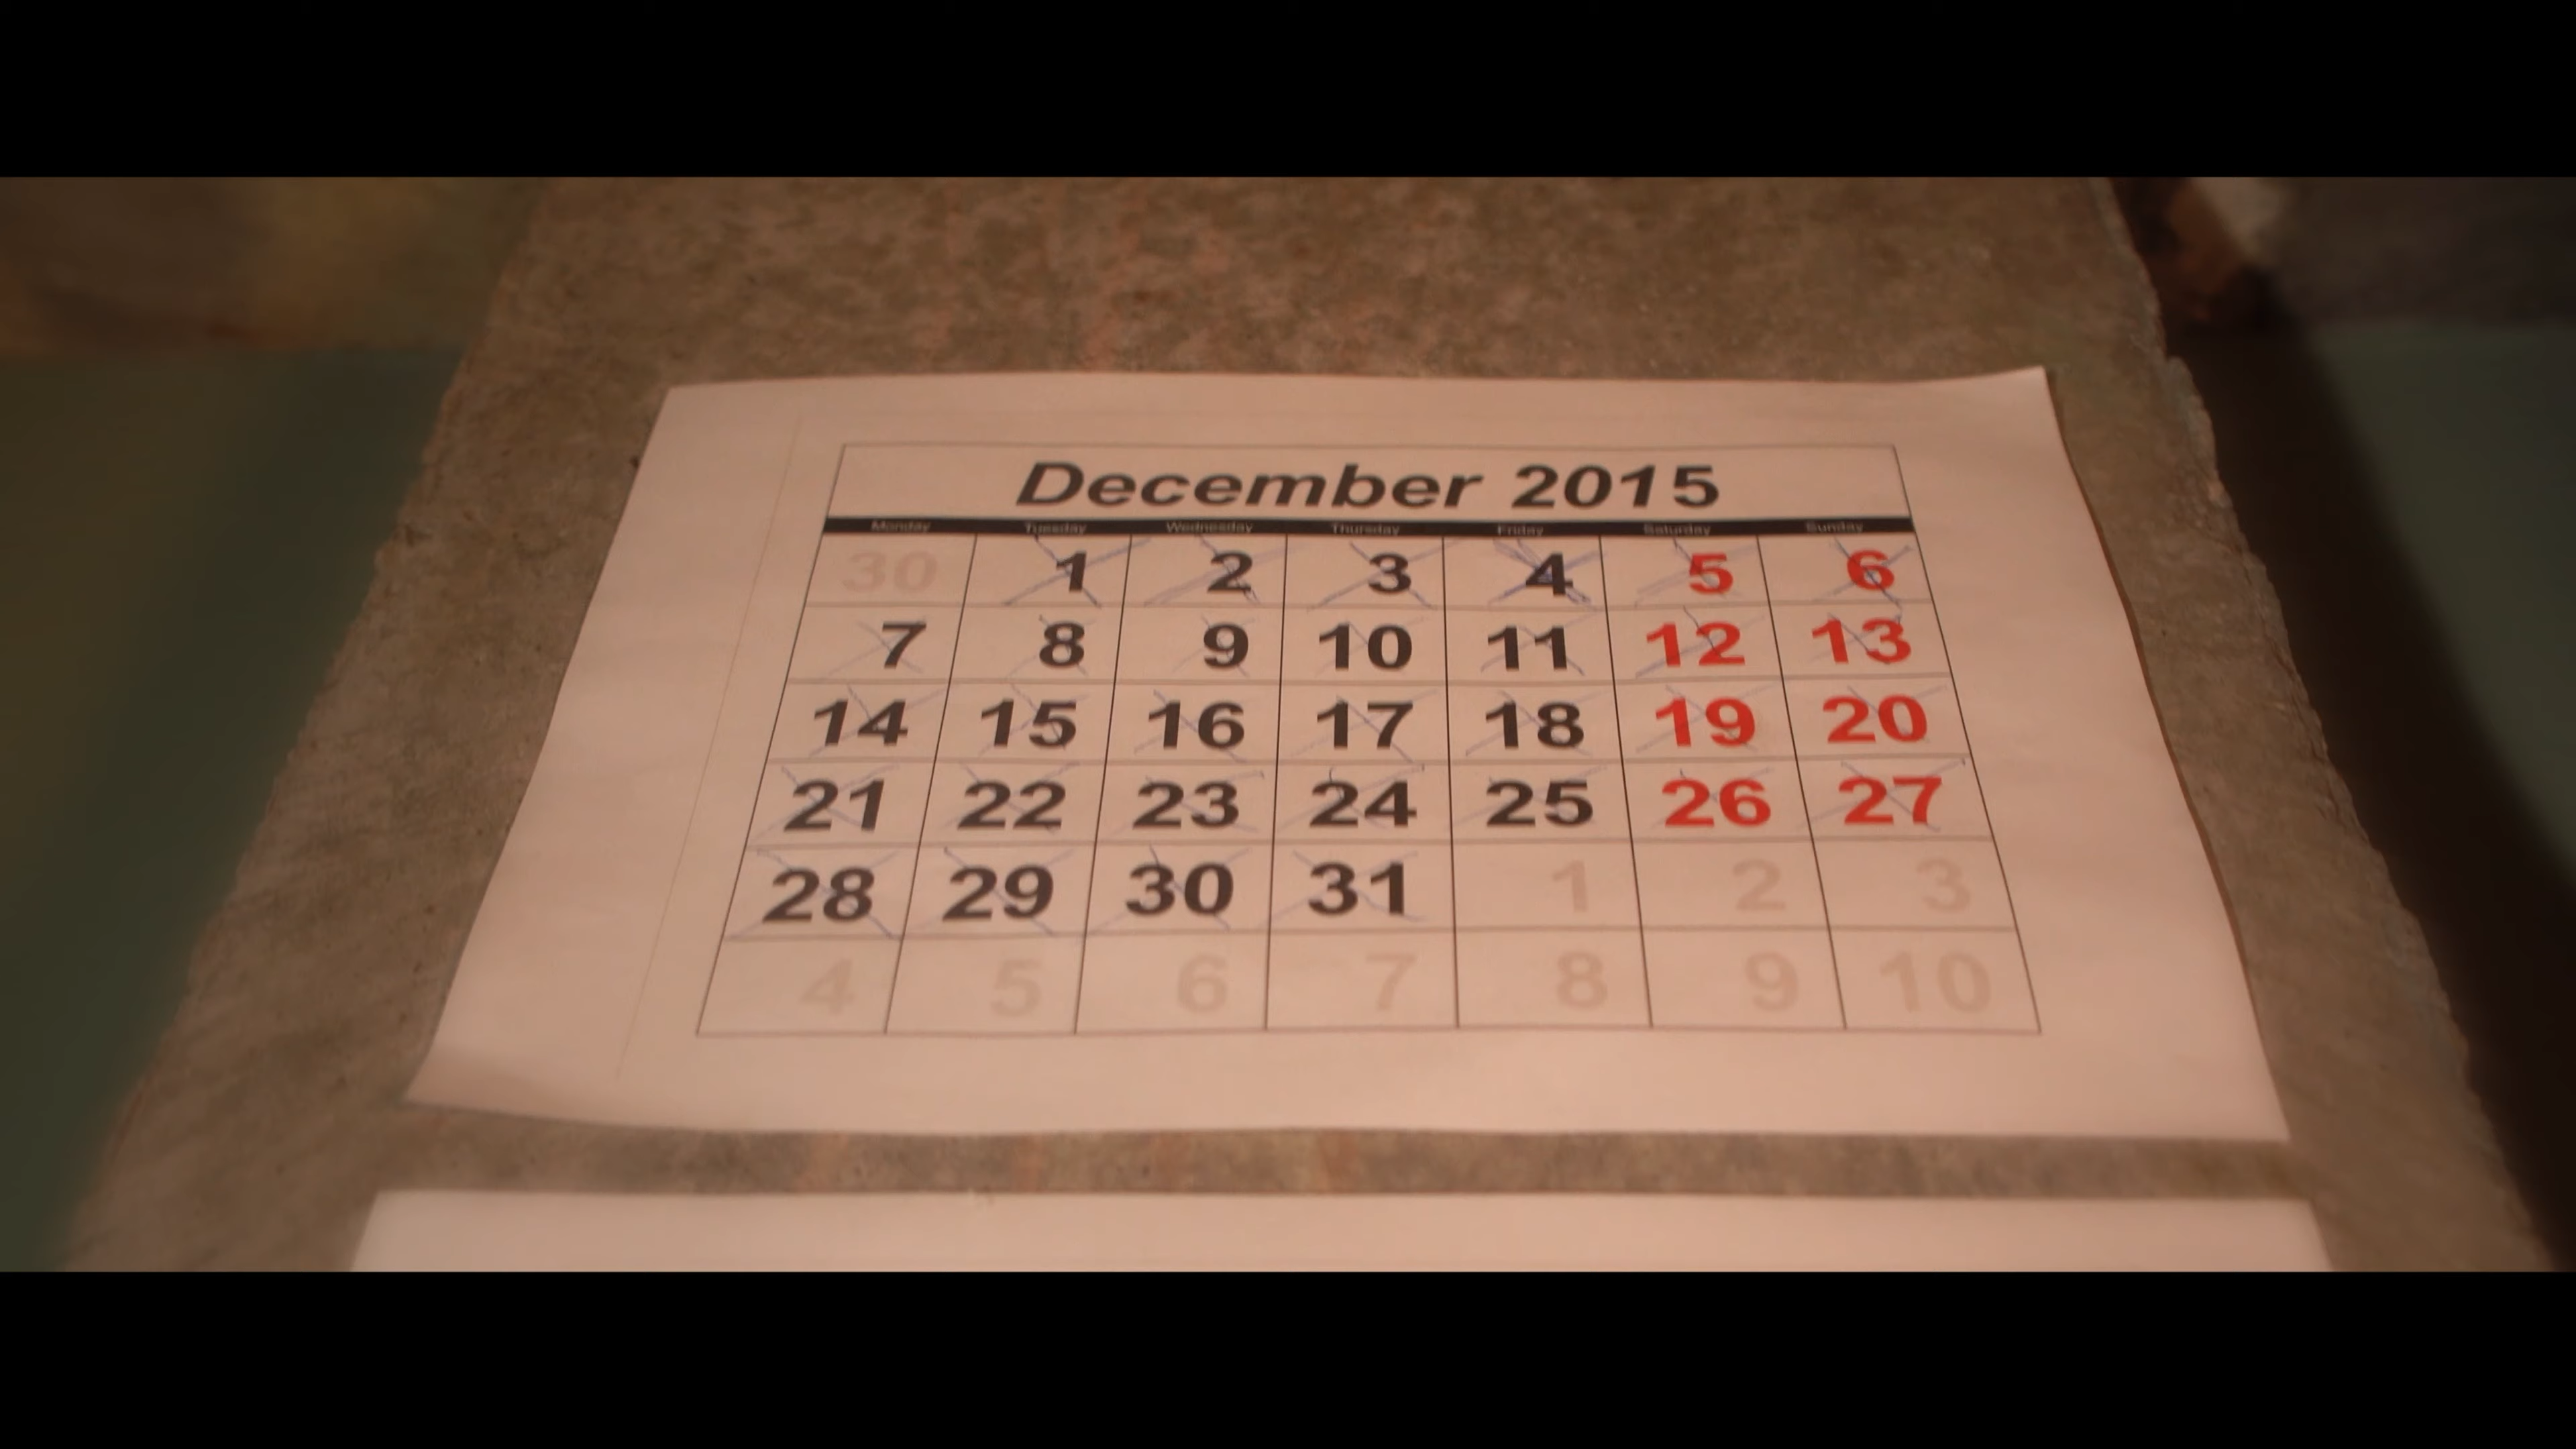 December 2015
Monday Tuesday Wednesday Thursday Friday Saturday Sunday
30 1 2 3 4 5 6
7 8 9 10 11 12 13
14 15 16 17 18 19 20
21 22 23 24 25 26 27
28 29 30 31 1 2 3
4 5 6 7 8 9 10